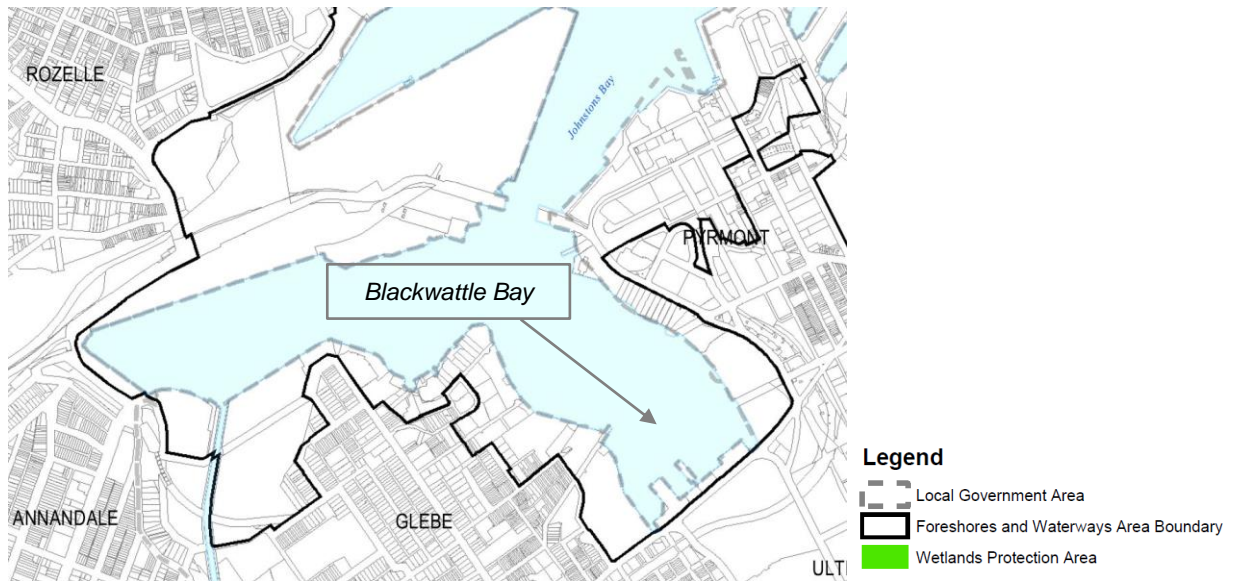 ROZELLE
Johnstons Bay
PYRMONT
Blackwattle Bay
Legend
Local Government Area
ANNANDALE
GLEBE
Foreshores and Waterways Area Boundary
Wetlands Protection Area
ULTI